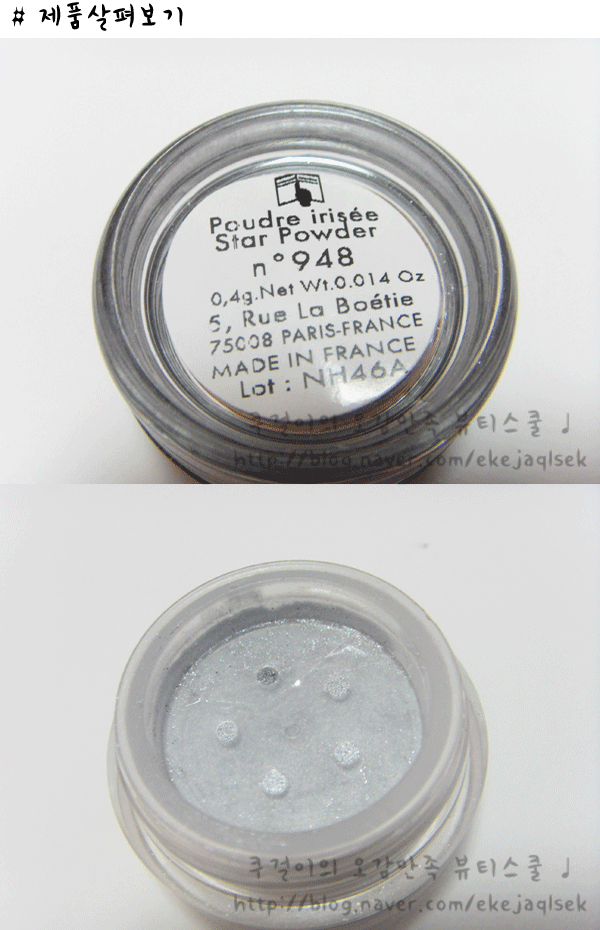 # 제품살펴보기
Poudre irisée
Star Powder
n°948
0,4g.Net Wt.0.014 Oz
5, Rue La Boétie
75008 PARIS-FRANCE
MADE IN FRANCE
Lot : NH46A
쿠걸이의 오감만족 뷰티스쿨 ♩
http://blog.naver.com/ekejaqlsek
쿠걸이의 오감만족 뷰티스쿨 ♩
http://blog.naver.com/ekejaqlsek